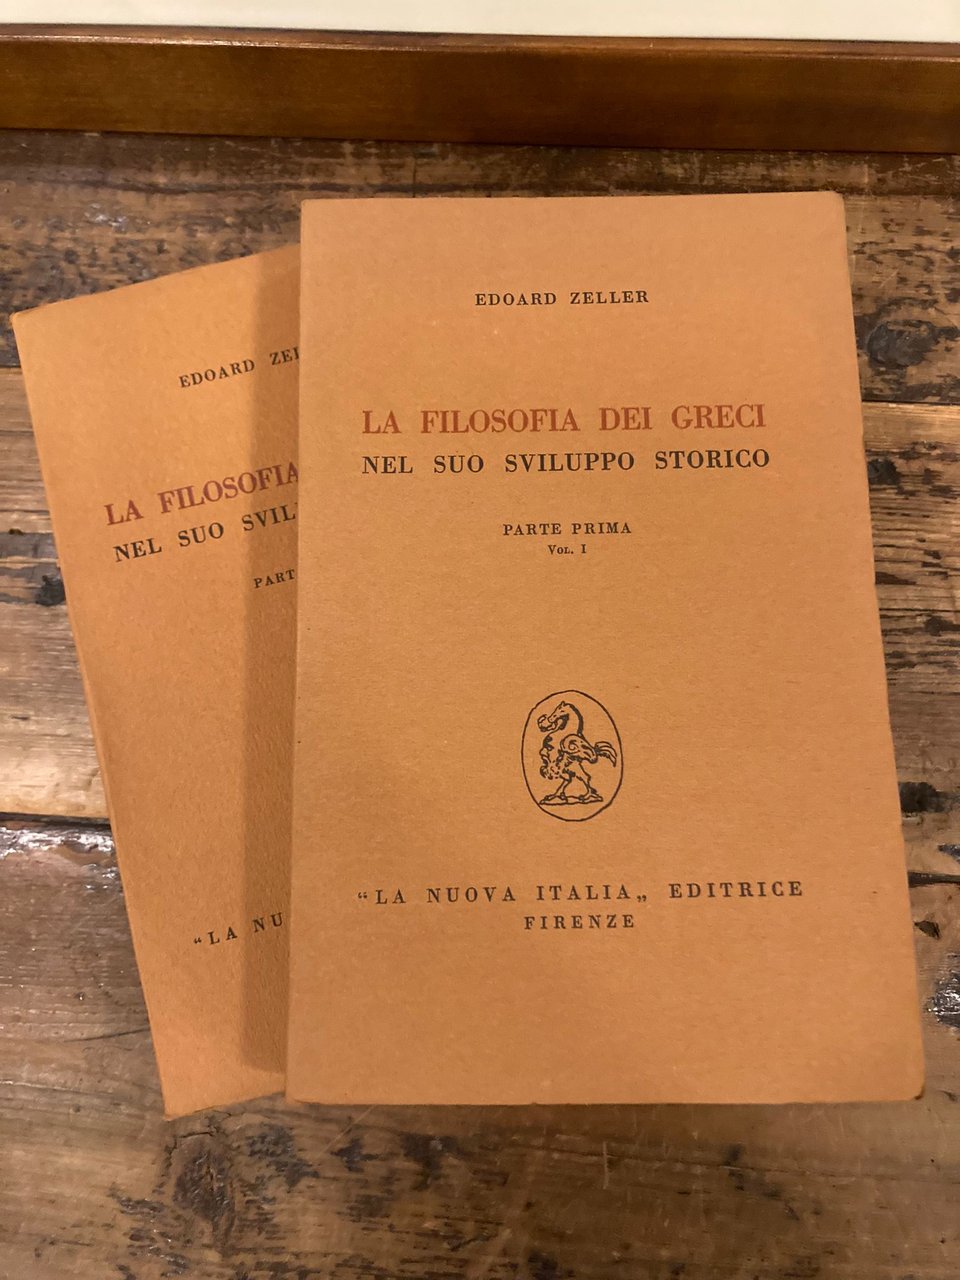 EDOARD ZELLER
LA FILOSOFIA DEI GRECI
NEL SUO SVILUPPO STORICO
PARTE PRIMA
VOL. I
“LA NUOVA ITALIA„ EDITRICE
FIRENZE
EDOARD
LA FILOSOFIA
NEL SUO
“LA